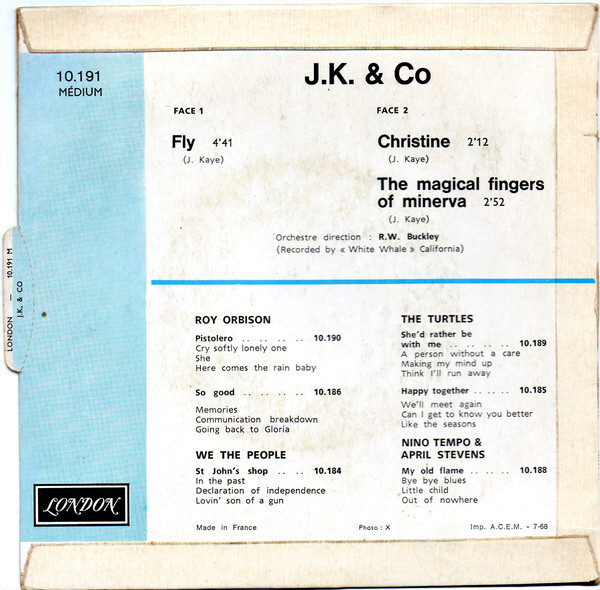 10.191
MÉDIUM
J.K. & Co
FACE 1
Fly 4'41
(J. Kaye)
FACE 2
Christine 2'12
(J. Kaye)
The magical fingers
of minerva 2'52
(J. Kaye)
Orchestre direction : R.W. Buckley
(Recorded by « White Whale » California)
LONDON — 10.191 M
J.K. & CO
ROY ORBISON
Pistolero .. .. .. .. 10.190
Cry softly lonely one
She
Here comes the rain baby
So good .. .. .. .. 10.186
Memories
Communication breakdown
Going back to Gloria
WE THE PEOPLE
St John's shop .. .. 10.184
In the past
Declaration of independence
Lovin' son of a gun
THE TURTLES
She'd rather be
with me .. .. .. .. 10.189
A person without a care
Making my mind up
Think I'll run away
Happy together .. .. .. 10.185
We'll meet again
Can I get to know you better
Like the seasons
NINO TEMPO &
APRIL STEVENS
My old flame .. .. .. 10.188
Bye bye blues
Little child
Out of nowhere
LONDON
Made in France
Photo : X
Imp. A.C.E.M. - 7-68